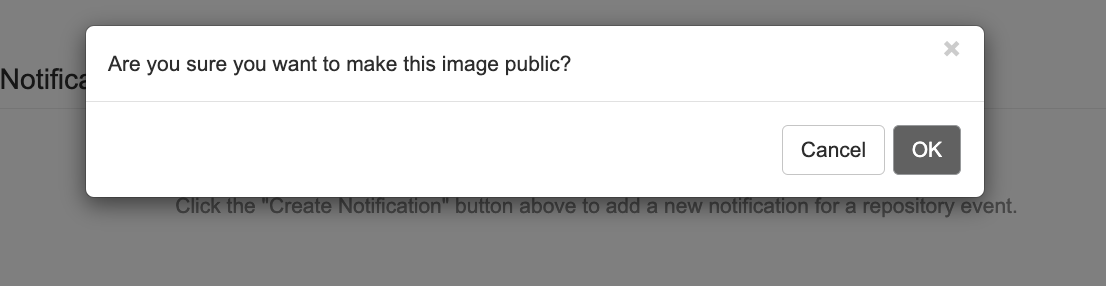 Are you sure you want to make this image public?
Cancel
OK
Click the "Create Notification" button above to add a new notification for a repository event.